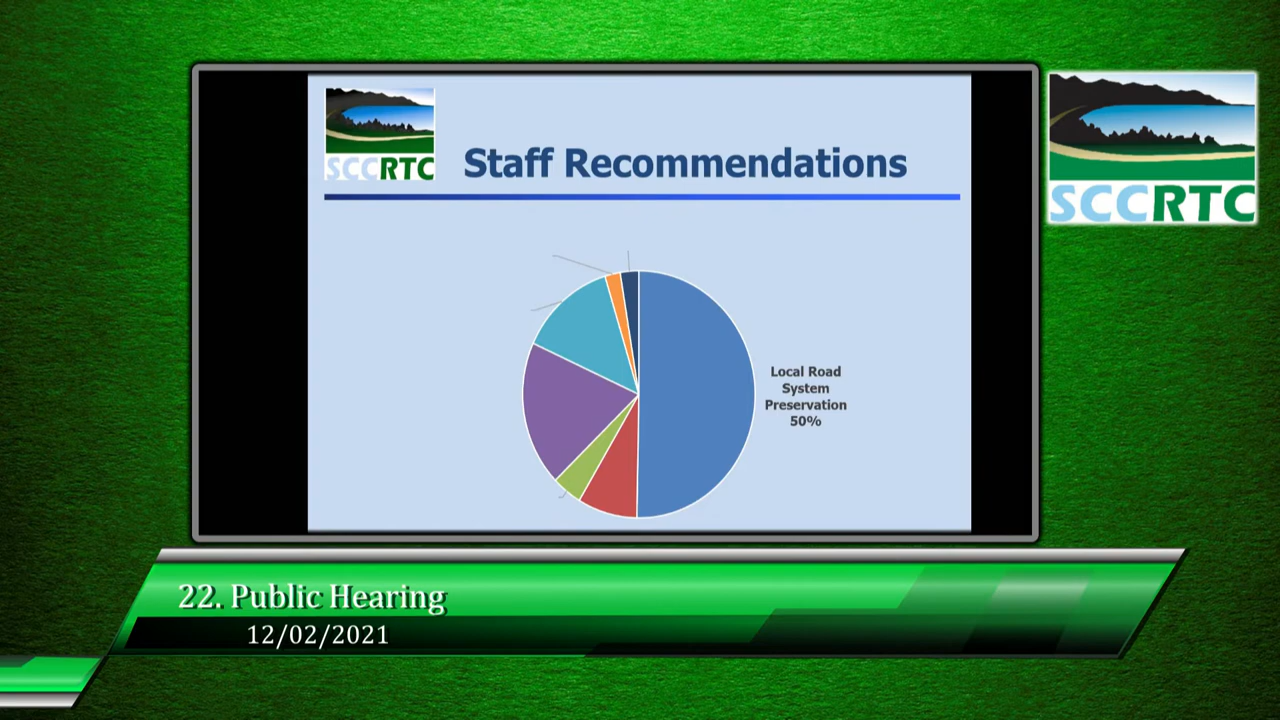 SCCRTC
Staff Recommendations
SCCRTC
Local Road
System
Preservation
50%
22. Public Hearing
12/02/2021